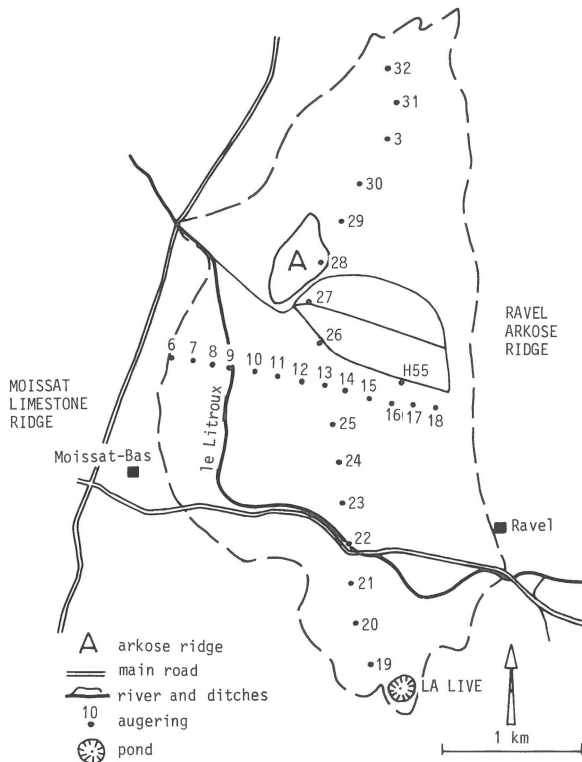 32
31
3
30
29
28
A
27
26
H55
RAVEL
ARKOSE
RIDGE
6
7
8
9
10
11
12
13
14
15
16
17
18
MOISSAT
LIMESTONE
RIDGE
le Litroux
25
Moissat-Bas
24
23
Ravel
22
21
20
19
LA LIVE
A arkose ridge
main road
river and ditches
10 augering
pond
1 km